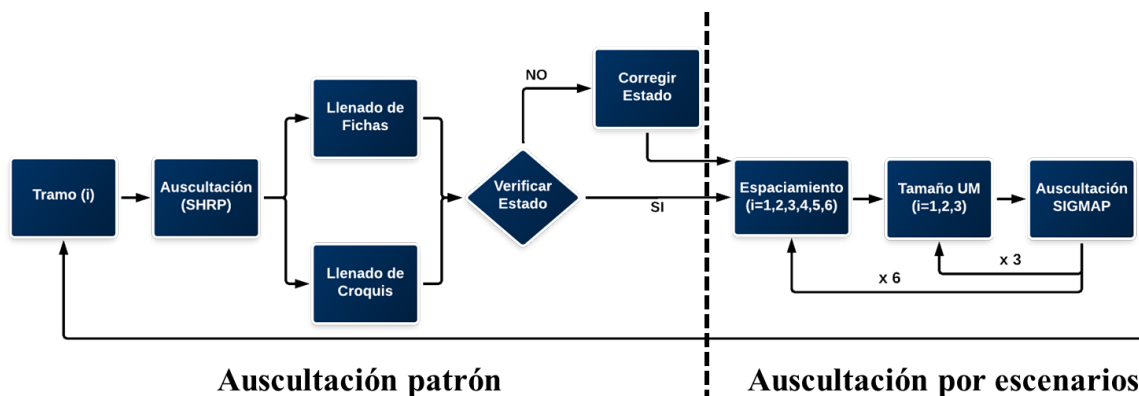 Tramo (i)
Auscultación
(SHRP)
Llenado de
Fichas
Llenado de
Croquis
Verificar
Estado
NO
SI
Corregir
Estado
Espaciamiento
(i=1,2,3,4,5,6)
Tamaño UM
(i=1,2,3)
Auscultación
SIGMAP
x 3
x 6
Auscultación patrón
Auscultación por escenarios